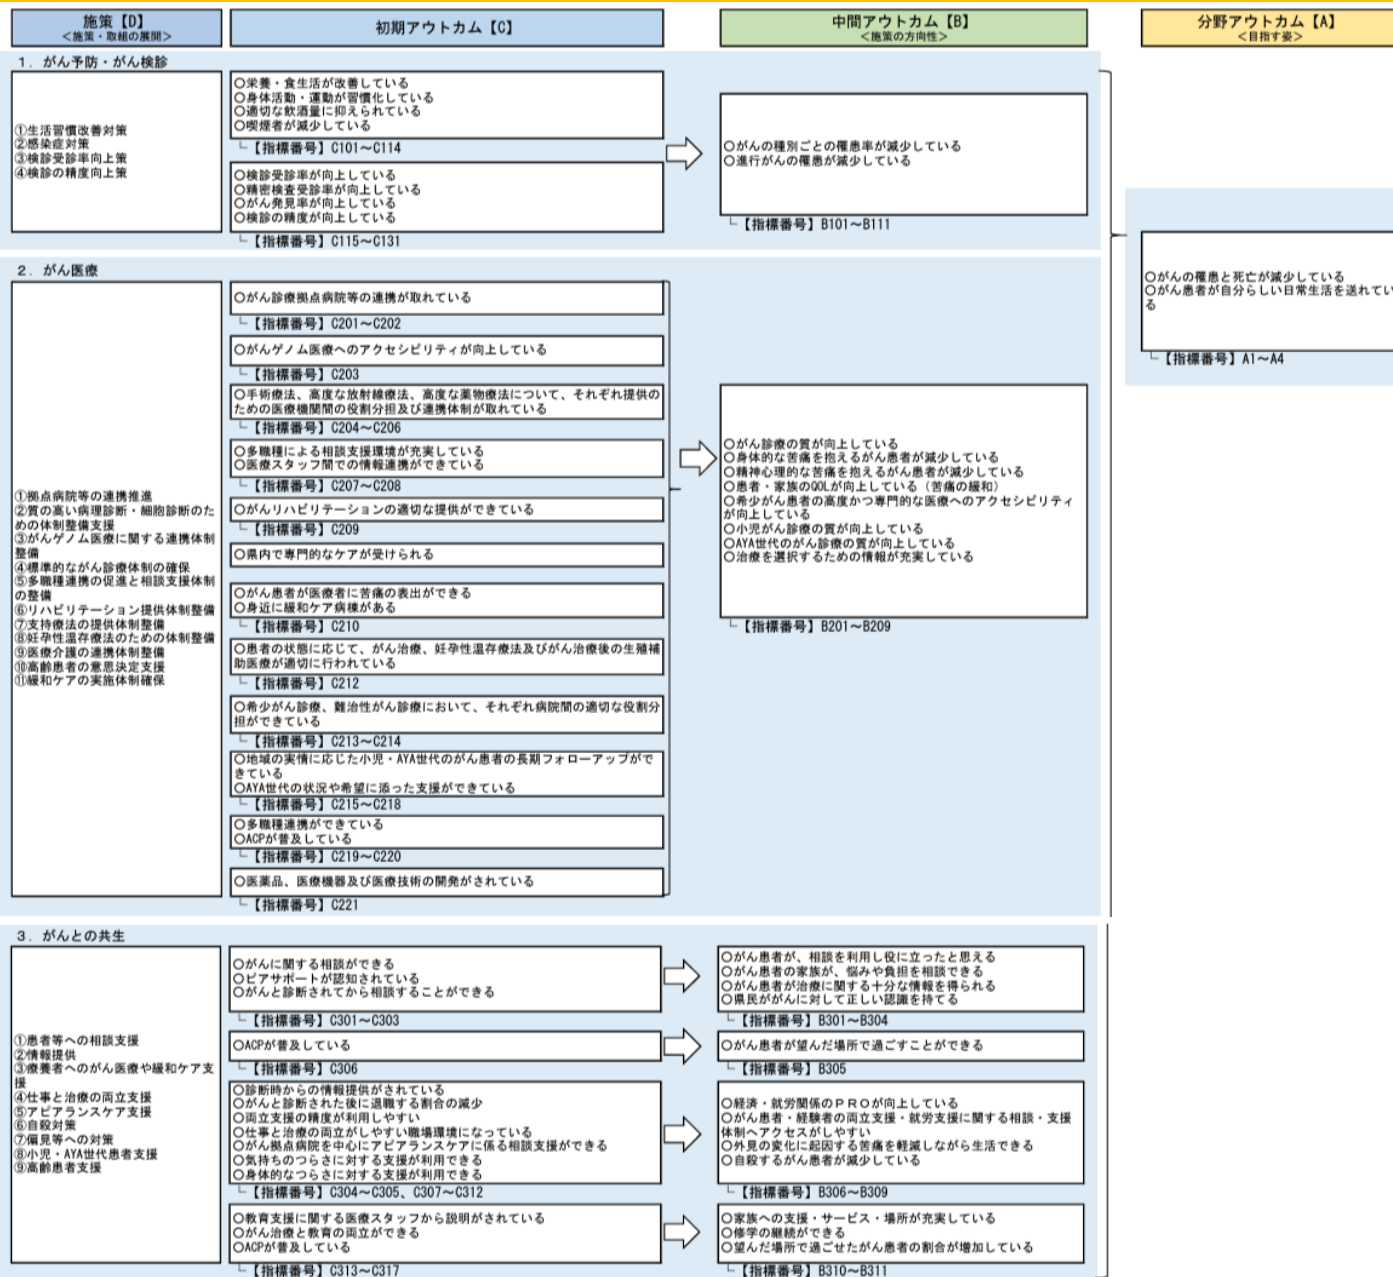 施策【D】
<施策・取組の展開>
初期アウトカム【C】
中間アウトカム【B】
<施策の方向性>
分野アウトカム【A】
<目指す姿>
1．がん予防・がん検診
①生活習慣改善対策
②感染症対策
③検診受診率向上策
④検診の精度向上策
○栄養・食生活が改善している
○身体活動・運動が習慣化している
○適切な飲酒量に抑えられている
○喫煙者が減少している
└【指標番号】C101～C114
○検診受診率が向上している
○精密検査受診率が向上している
○がん発見率が向上している
○検診の精度が向上している
└【指標番号】C115～C131
○がんの種別ごとの罹患率が減少している
○進行がんの罹患が減少している
└【指標番号】B101～B111
○がんの罹患と死亡が減少している
○がん患者が自分らしい日常生活を送れてい
る
└【指標番号】A1～A4
2．がん医療
①拠点病院等の連携推進
②質の高い病理診断・細胞診断のた
めの体制整備支援
③がんゲノム医療に関する連携体制
整備
④標準的ながん診療体制の確保
⑤多職種連携の促進と相談支援体制
の整備
⑥リハビリテーション提供体制整備
⑦支持療法の提供体制整備
⑧妊孕性温存療法のための体制整備
⑨医療介護の連携体制整備
⑩高齢患者の意思決定支援
⑪緩和ケアの実施体制確保
○がん診療拠点病院等の連携が取れている
└【指標番号】C201～C202
○がんゲノム医療へのアクセシビリティが向上している
└【指標番号】C203
○手術療法、高度な放射線療法、高度な薬物療法について、それぞれ提供の
ための医療機関間の役割分担及び連携体制が取れている
└【指標番号】C204～C206
○多職種による相談支援環境が充実している
○医療スタッフ間での情報連携ができている
└【指標番号】C207～C208
○がんリハビリテーションの適切な提供ができている
└【指標番号】C209
○県内で専門的なケアが受けられる
○がん患者が医療者に苦痛の表出ができる
○身近に緩和ケア病棟がある
└【指標番号】C210
○患者の状態に応じて、がん治療、妊孕性温存療法及びがん治療後の生殖補
助医療が適切に行われている
└【指標番号】C212
○希少がん診療、難治性がん診療において、それぞれ病院間の適切な役割分
担ができている
└【指標番号】C213～C214
○地域の実情に応じた小児・AYA世代のがん患者の長期フォローアップがで
きている
○AYA世代の状況や希望に添った支援ができている
└【指標番号】C215～C218
○多職種連携ができている
○ACPが普及している
└【指標番号】C219～C220
○医薬品、医療機器及び医療技術の開発がされている
└【指標番号】C221
○がん診療の質が向上している
○身体的な苦痛を抱えるがん患者が減少している
○精神心理的な苦痛を抱えるがん患者が減少している
○患者・家族のQOLが向上している（苦痛の緩和）
○希少がん患者の高度かつ専門的な医療へのアクセシビリティ
が向上している
○小児がん診療の質が向上している
○AYA世代のがん診療の質が向上している
○治療を選択するための情報が充実している
└【指標番号】B201～B209
3．がんとの共生
①患者等への相談支援
②情報提供
③療養者へのがん医療や緩和ケア支
援
④仕事と治療の両立支援
⑤アピアランスケア支援
⑥自殺対策
⑦偏見等への対策
⑧小児・AYA世代患者支援
⑨高齢患者支援
○がんに関する相談ができる
○ピアサポートが認知されている
○がんと診断されてから相談することができる
└【指標番号】C301～C303
○がん患者が、相談を利用し役に立ったと思える
○がん患者の家族が、悩みや負担を相談できる
○がん患者が治療に関する十分な情報を得られる
○県民ががんに対して正しい認識を持てる
└【指標番号】B301～B304
○ACPが普及している
└【指標番号】C306
○がん患者が望んだ場所で過ごすことができる
└【指標番号】B305
○診断時からの情報提供がされている
○がんと診断された後に退職する割合の減少
○両立支援の精度が利用しやすい
○仕事と治療の両立がしやすい職場環境になっている
○がん拠点病院を中心にアピアランスケアに係る相談支援ができる
○気持ちのつらさに対する支援が利用できる
○身体的なつらさに対する支援が利用できる
└【指標番号】C304～C305、C307～C312
○経済・就労関係のＰＲＯが向上している
○がん患者・経験者の両立支援・就労支援に関する相談・支援
体制へアクセスがしやすい
○外見の変化に起因する苦痛を軽減しながら生活できる
○自殺するがん患者が減少している
└【指標番号】B306～B309
○教育支援に関する医療スタッフから説明がされている
○がん治療と教育の両立ができる
○ACPが普及している
└【指標番号】C313～C317
○家族への支援・サービス・場所が充実している
○修学の継続ができる
○望んだ場所で過ごせたがん患者の割合が増加している
└【指標番号】B310～B311